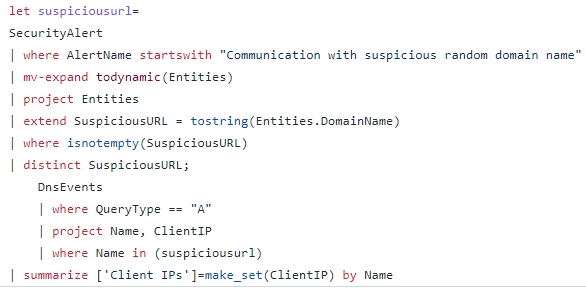 let suspiciousurl=
SecurityAlert
| where AlertName startswith "Communication with suspicious random domain name"
| mv-expand todynamic(Entities)
| project Entities
| extend SuspiciousURL = tostring(Entities.DomainName)
| where isnotempty(SuspiciousURL)
| distinct SuspiciousURL;
DnsEvents
| where QueryType == "A"
| project Name, ClientIP
| where Name in (suspiciousurl)
| summarize ['Client IPs']=make_set(ClientIP) by Name